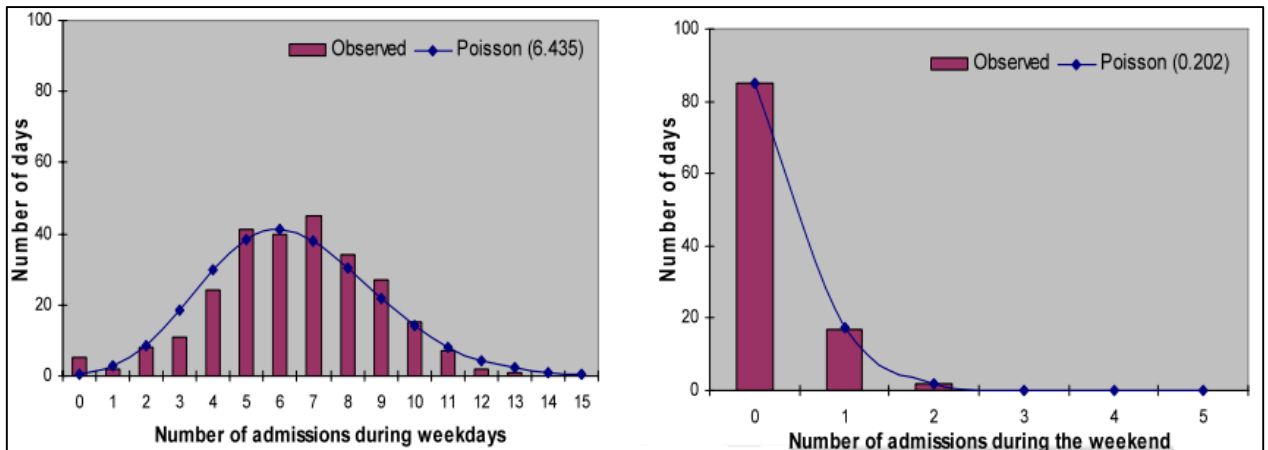 100
80
60
40
20
0
Number of days
Observed Poisson (6.435)
0 1 2 3 4 5 6 7 8 9 10 11 12 13 14 15
Number of admissions during weekdays
100
80
60
40
20
0
Number of days
Observed Poisson (0.202)
0 1 2 3 4 5
Number of admissions during the weekend